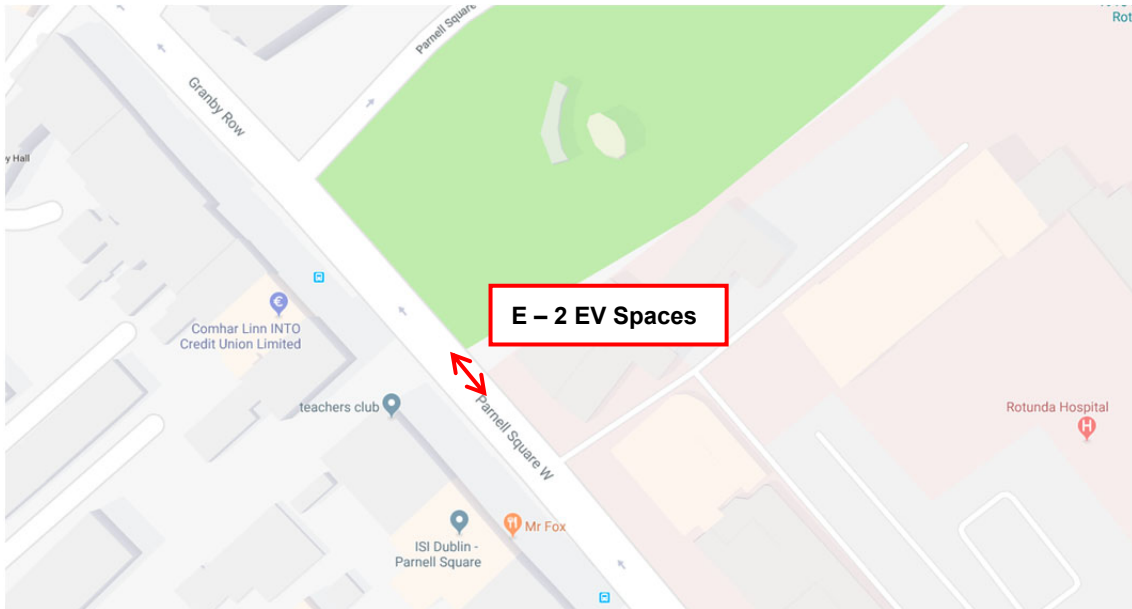 Parnell Square
Rot
Granby Row
y Hall
Comhar Linn INTO
Credit Union Limited
E – 2 EV Spaces
teachers club
Parnell Square W
Rotunda Hospital
H
Mr Fox
ISI Dublin -
Parnell Square